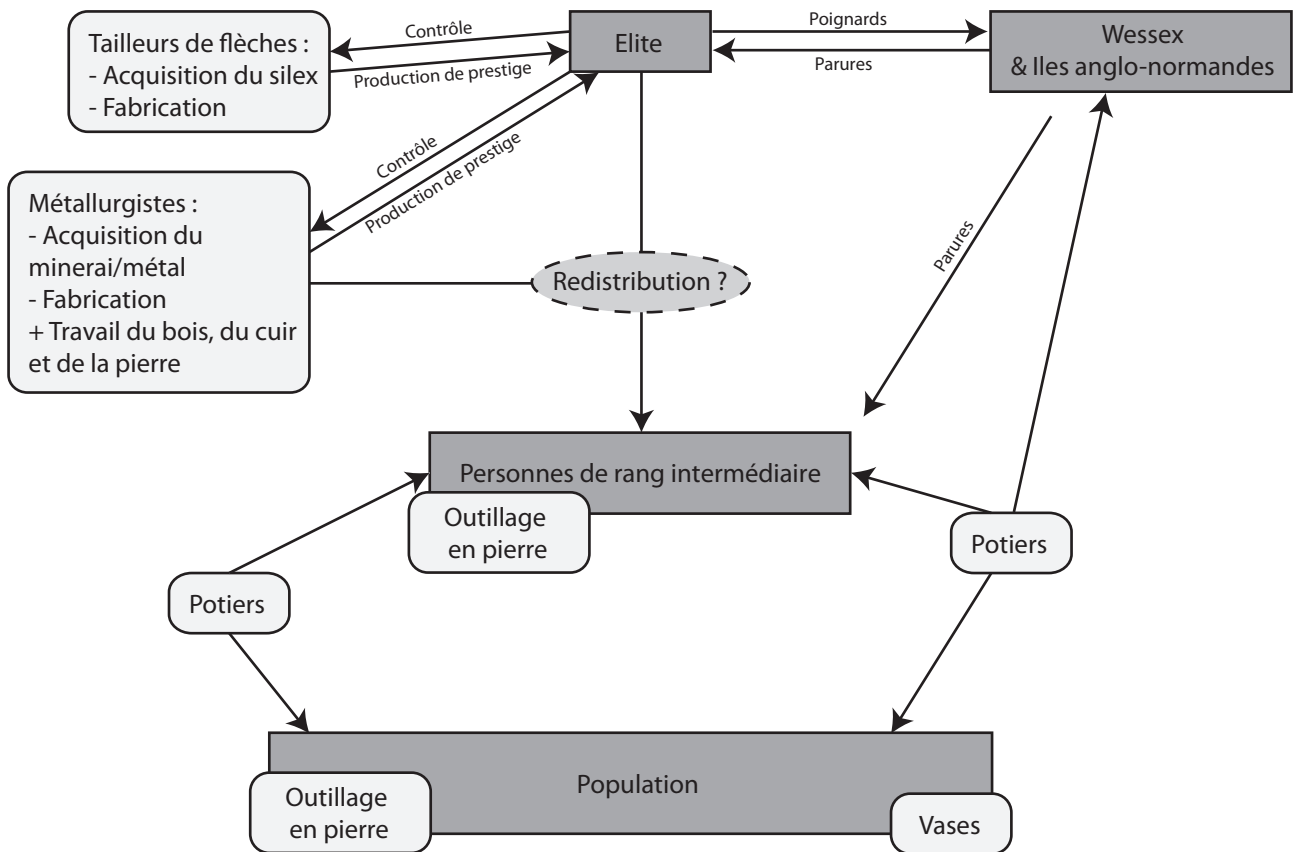 Tailleurs de flèches :
- Acquisition du silex
- Fabrication
Contrôle
Production de prestige
Elite
Poignards
Parures
Wessex
& Iles anglo-normandes
Contrôle
Production de prestige
Métallurgistes :
- Acquisition du
minerai/métal
- Fabrication
+ Travail du bois, du cuir
et de la pierre
Redistribution ?
Parures
Personnes de rang intermédiaire
Outillage
en pierre
Potiers
Potiers
Population
Outillage
en pierre
Vases